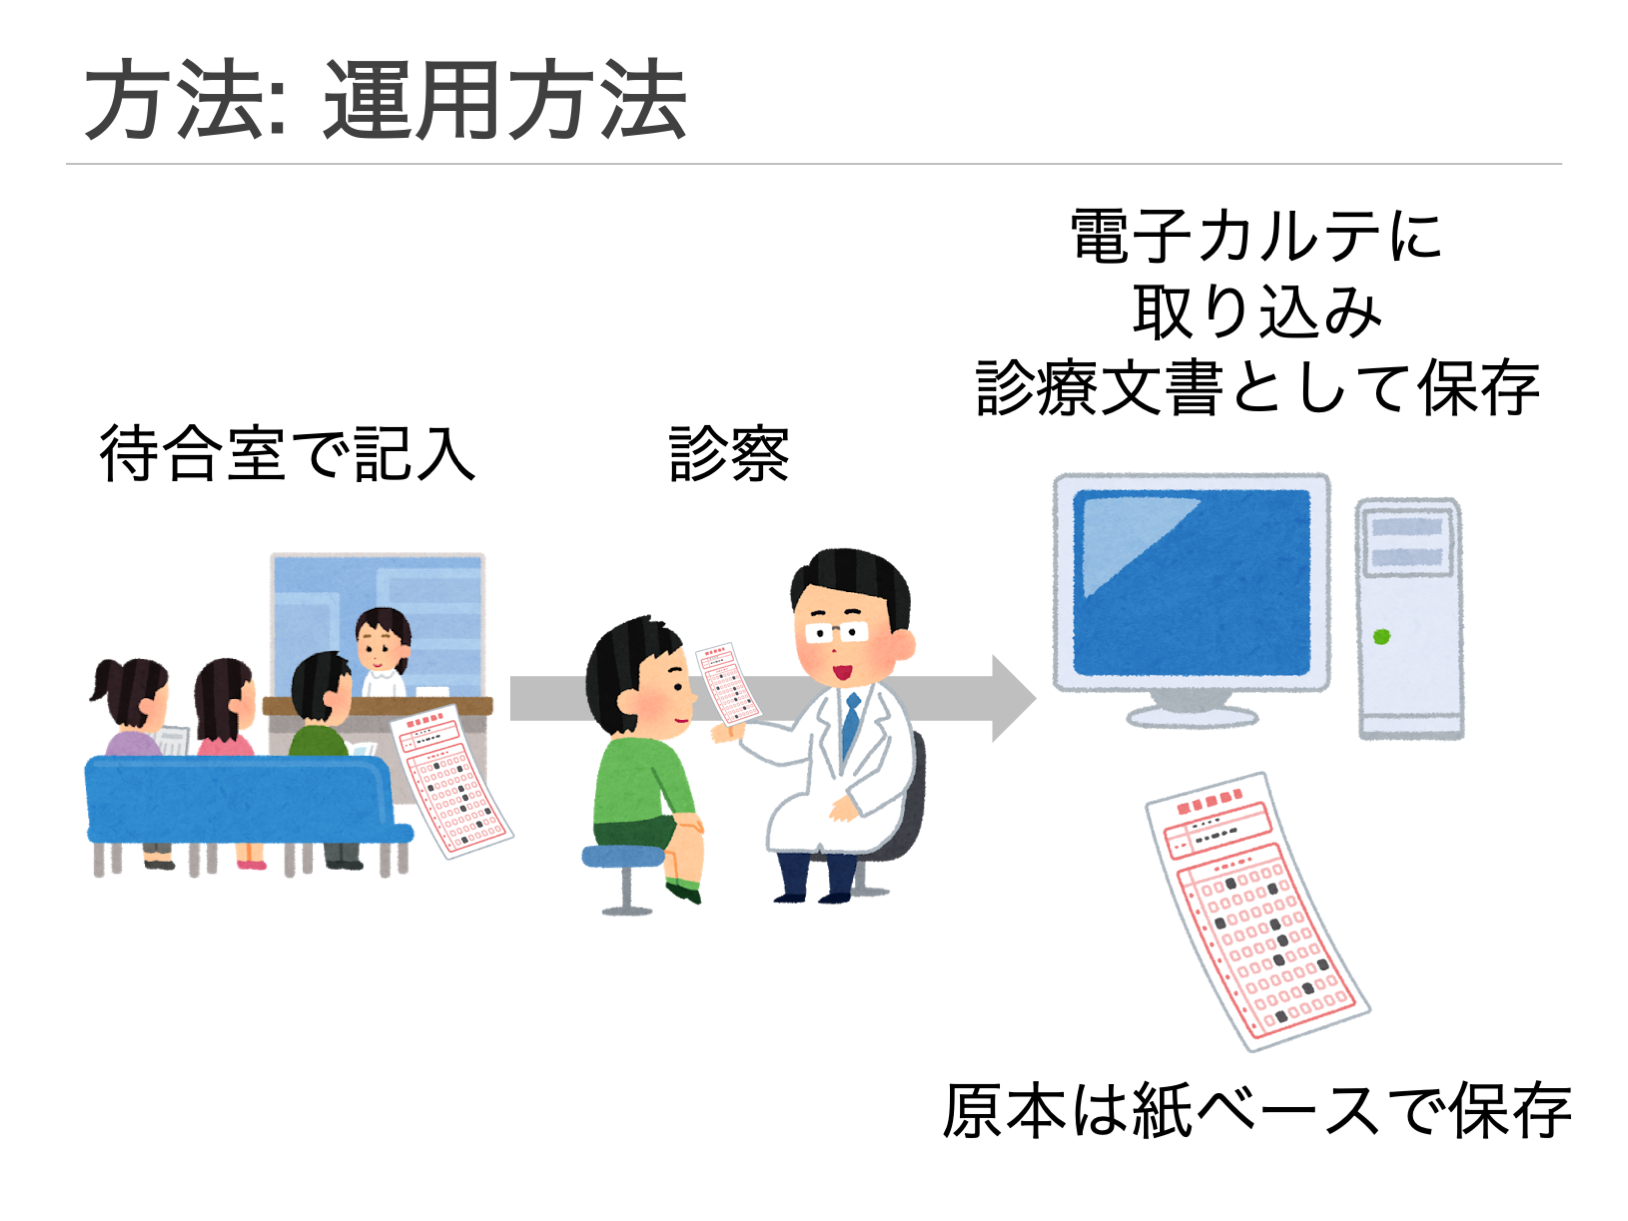 方法: 運用方法
待合室で記入
診察
電子カルテに
取り込み
診療文書として保存
原本は紙ベースで保存